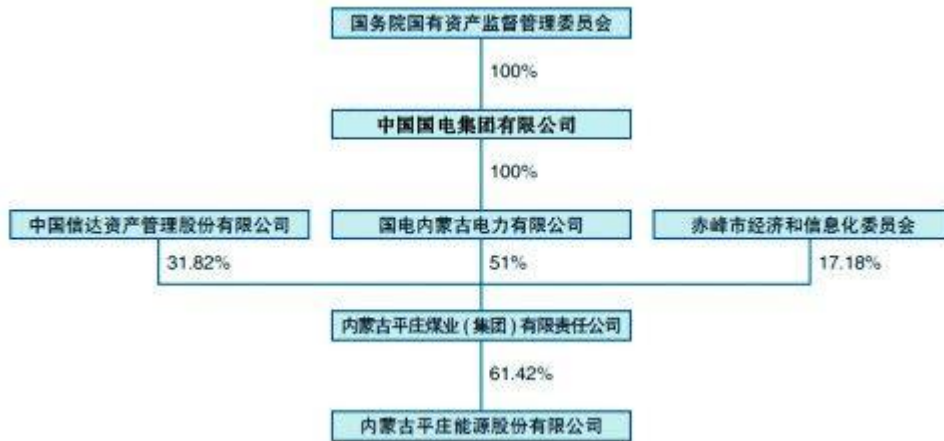 国务院国有资产监督管理委员会
100%
中国国电集团有限公司
100%
中国信达资产管理股份有限公司
国电内蒙古电力有限公司
赤峰市经济和信息化委员会
31.82%
51%
17.18%
内蒙古平庄煤业(集团)有限责任公司
61.42%
内蒙古平庄能源股份有限公司